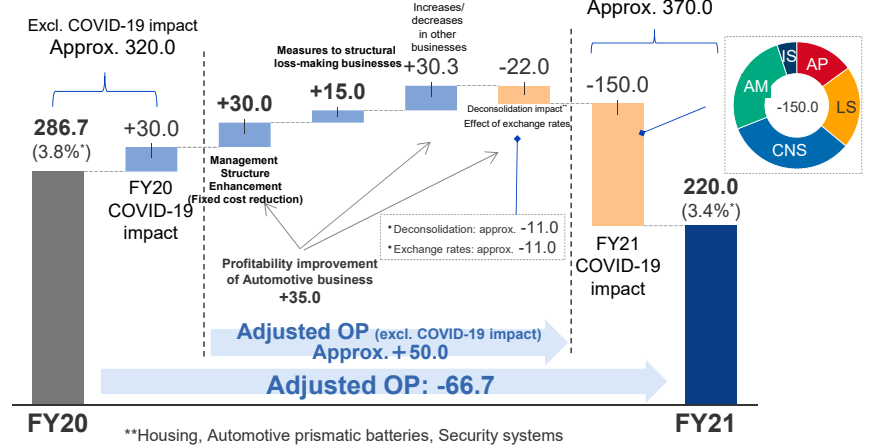 Excl. COVID-19 impact
Approx. 320.0
Increases/
decreases
in other
businesses
Approx. 370.0
Measures to structural
loss-making businesses
+30.0
+15.0
+30.3
-22.0
-150.0
286.7
(3.8%*)
+30.0
FY20
COVID-19
impact
Management
Structure
Enhancement
(Fixed cost reduction)
Deconsolidation impact**
Effect of exchange rates
IS
AP
AM
LS
-150.0
CNS
220.0
(3.4%*)
*Deconsolidation: approx. -11.0
*Exchange rates: approx. -11.0
FY21
COVID-19
impact
Profitability improvement
of Automotive business
+35.0
Adjusted OP (excl. COVID-19 impact)
Approx.+50.0
Adjusted OP: -66.7
FY20
FY21
**Housing, Automotive prismatic batteries, Security systems